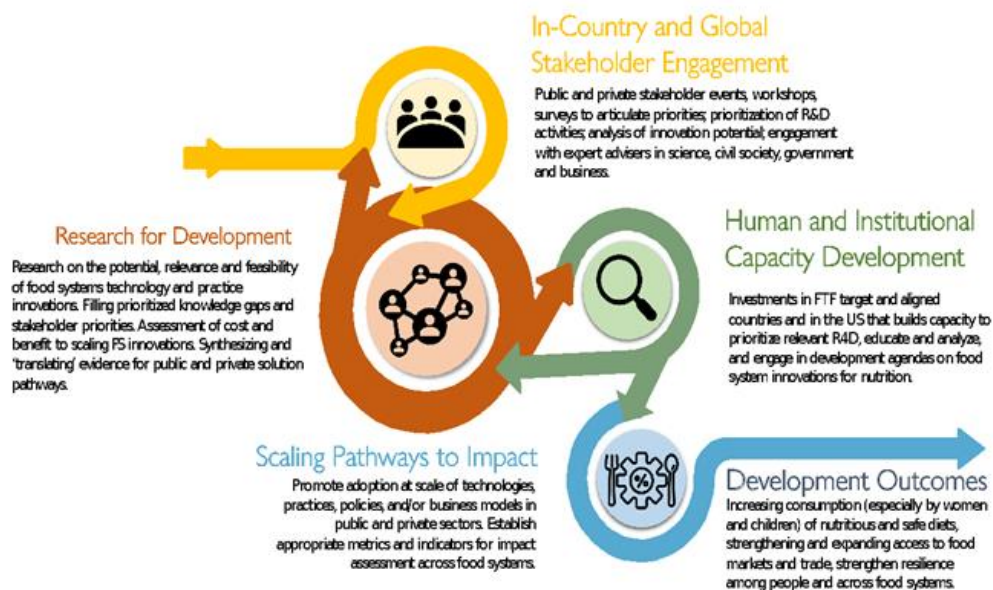 In-Country and Global
Stakeholder Engagement
Public and private stakeholder events, workshops,
surveys to articulate priorities; prioritization of R&D
activities; analysis of innovation potential; engagement
with expert advisers in science, civil society, government
and business.
Research for Development
Research on the potential, relevance and feasibility
of food systems technology and practice
innovations. Filling prioritized knowledge gaps and
stakeholder priorities. Assessment of cost and
benefit to scaling FS innovations. Synthesizing and
'translating' evidence for public and private solution
pathways.
Human and Institutional
Capacity Development
Investments in FTF target and aligned
countries and in the US that builds capacity to
prioritize relevant R4D, educate and analyze,
and engage in development agendas on food
system innovations for nutrition.
Scaling Pathways to Impact
Promote adoption at scale of technologies,
practices, policies, and/or business models in
public and private sectors. Establish
appropriate metrics and indicators for impact
assessment across food systems.
%
Development Outcomes
Increasing consumption (especially by women
and children) of nutritious and safe diets,
strengthening and expanding access to food
markets and trade, strengthen resilience
among people and across food systems.